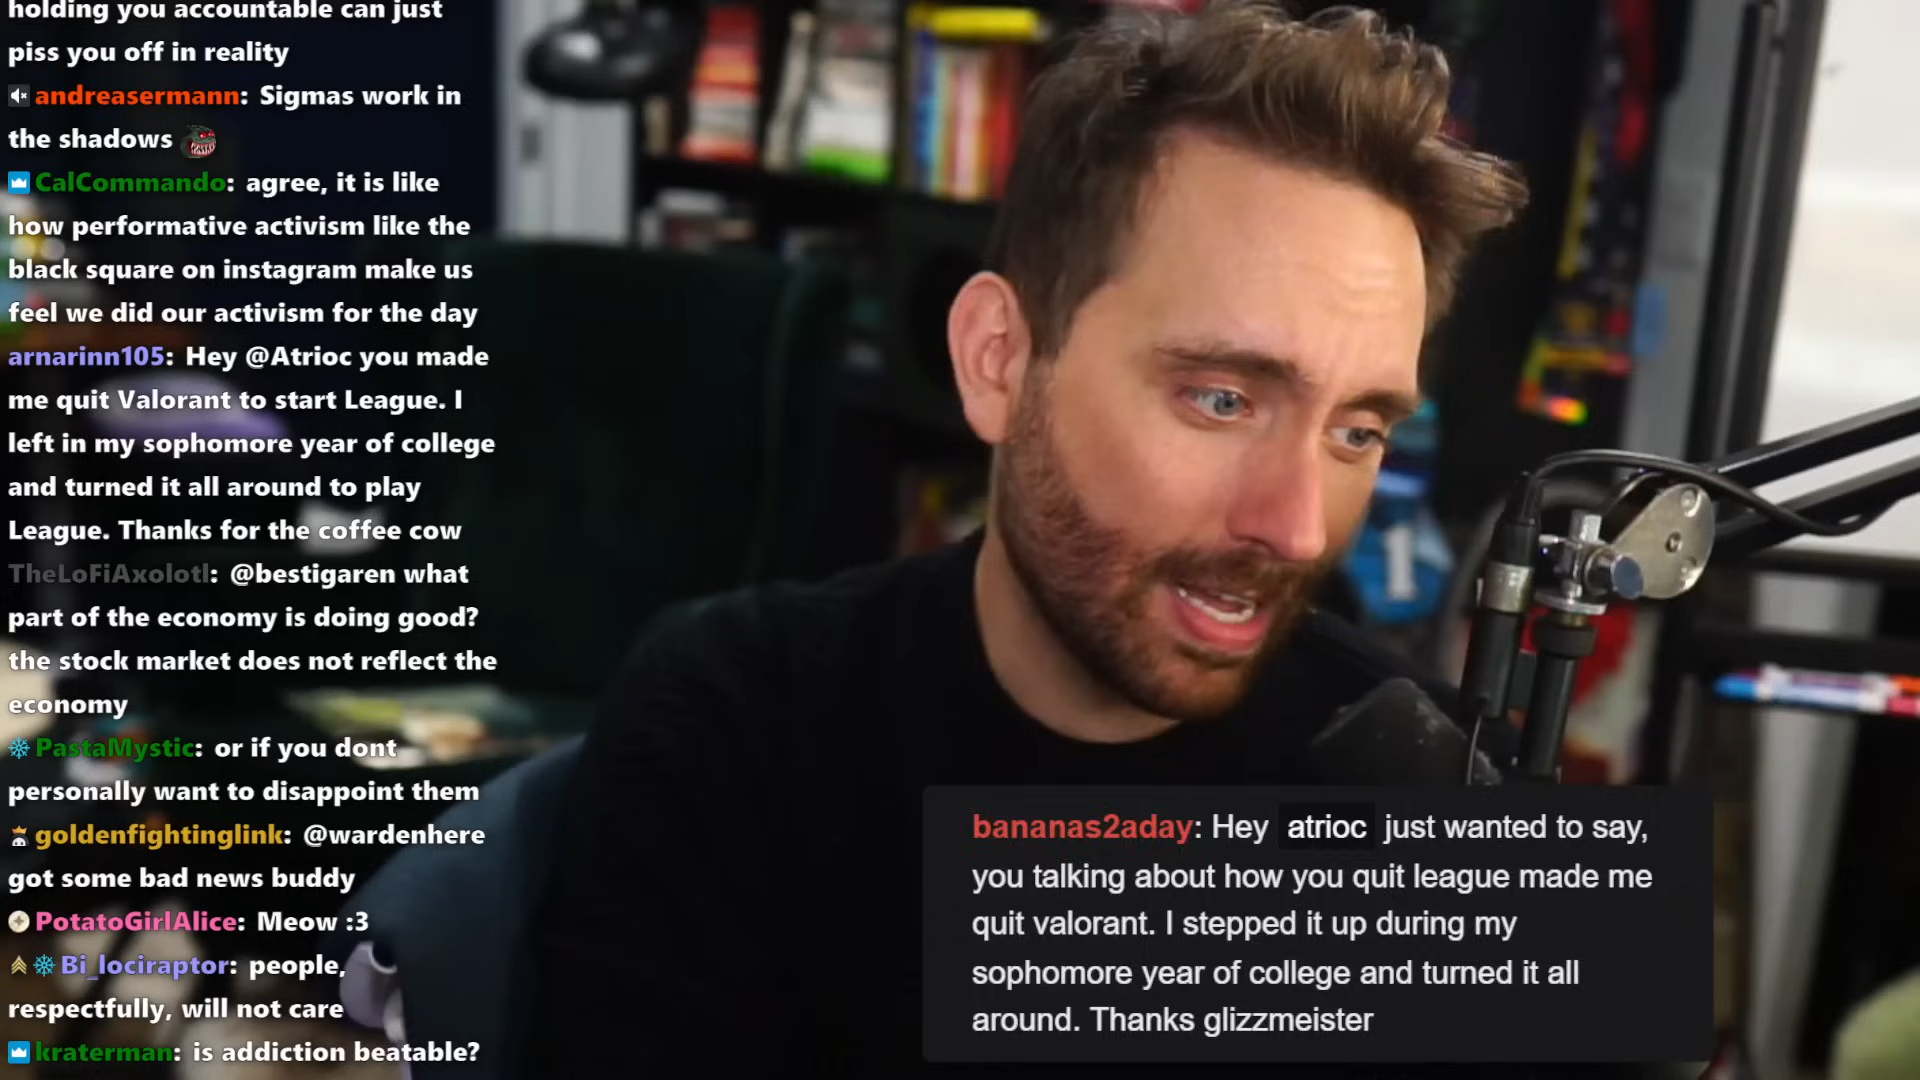 holding you accountable can just
piss you off in reality
andreasermann: Sigmas work in
the shadows
CalCommando: agree, it is like
how performative activism like the
black square on instagram make us
feel we did our activism for the day
arnarinn105: Hey @Atrioc you made
me quit Valorant to start League. I
left in my sophomore year of college
and turned it all around to play
League. Thanks for the coffee cow
TheLoFiAxolotl: @bestigaren what
part of the economy is doing good?
the stock market does not reflect the
economy
PastaMystic: or if you dont
personally want to disappoint them
goldenfightinglink: @wardenhere
got some bad news buddy
PotatoGirlAlice: Meow :3
Bi_lociraptor: people,
respectfully, will not care
kraterman: is addiction beatable?
bananas2aday: Hey atrioc just wanted to say,
you talking about how you quit league made me
quit valorant. I stepped it up during my
sophomore year of college and turned it all
around. Thanks glizzmeister
1